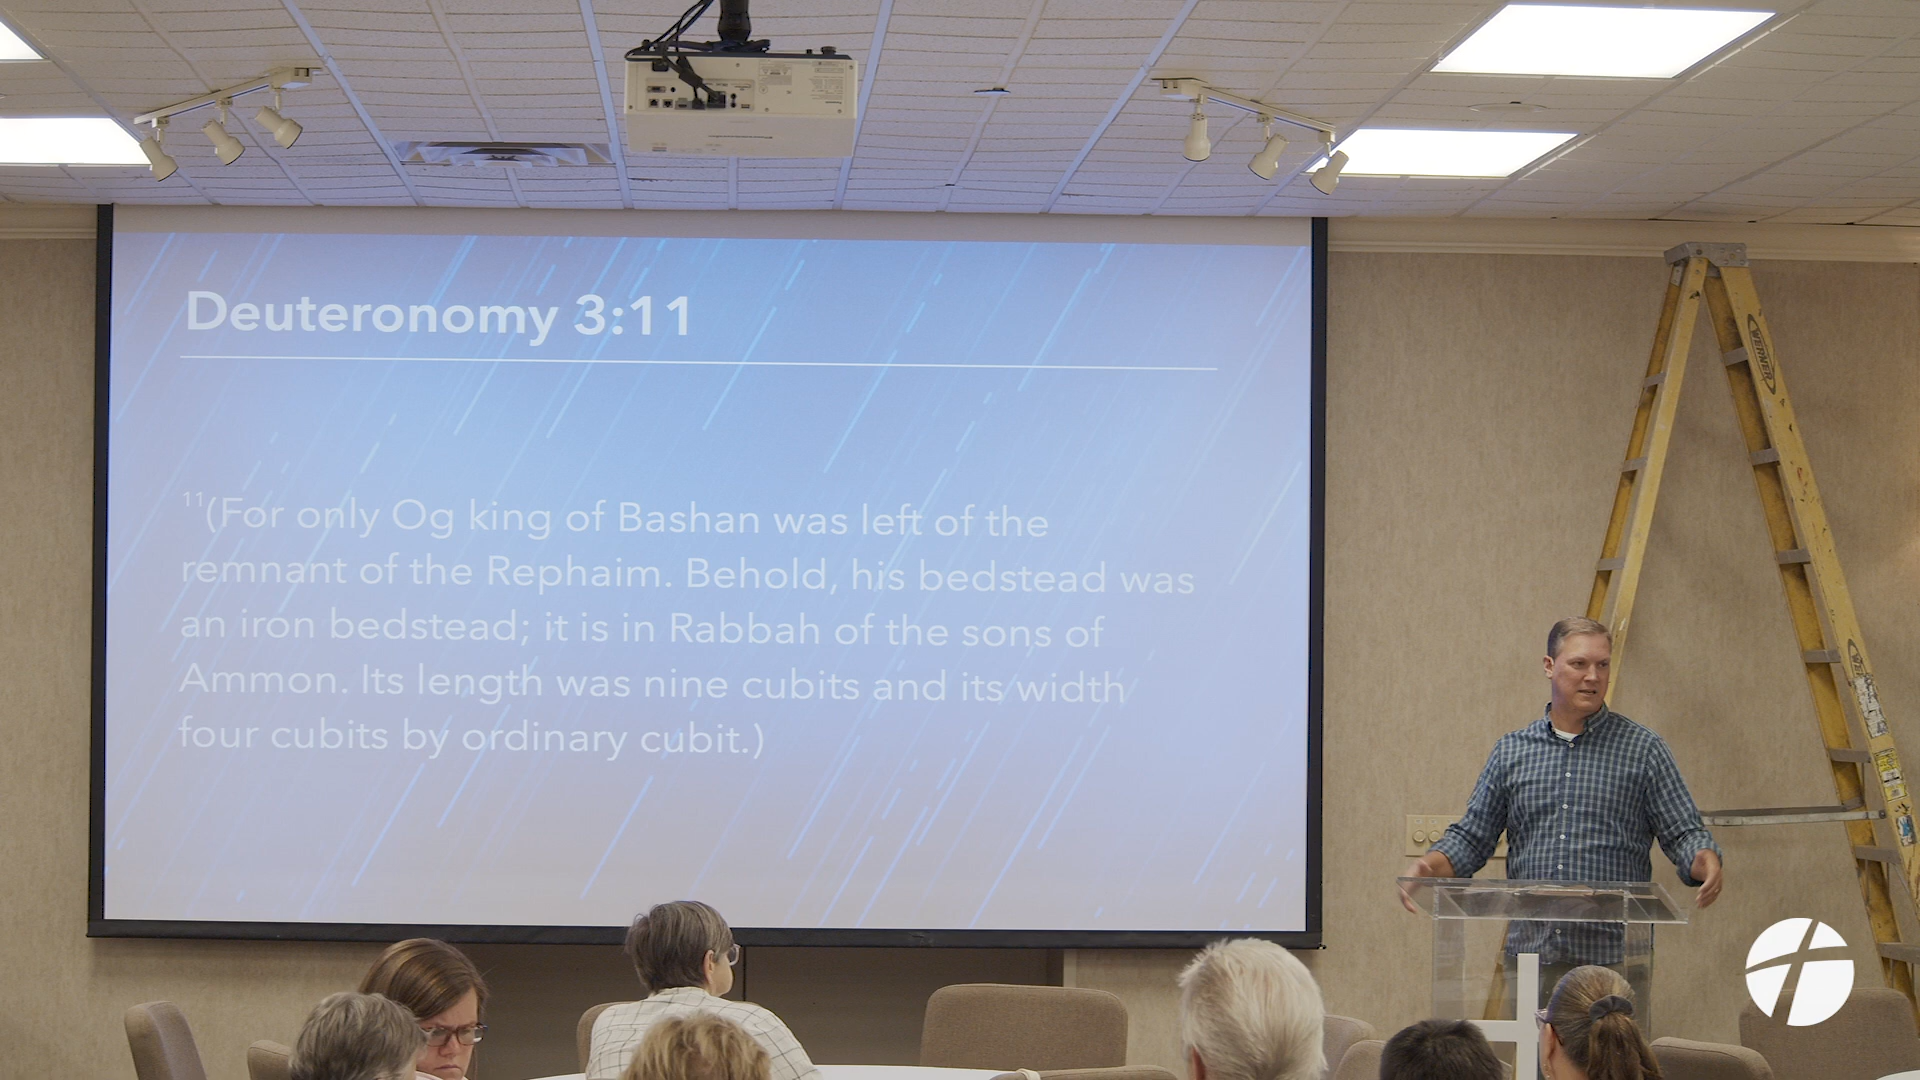 Deuteronomy 3:11
11(For only Og king of Bashan was left of the
remnant of the Rephaim. Behold, his bedstead was
an iron bedstead; it is in Rabbah of the sons of
Ammon. Its length was nine cubits and its width
four cubits by ordinary cubit.)
WERNER